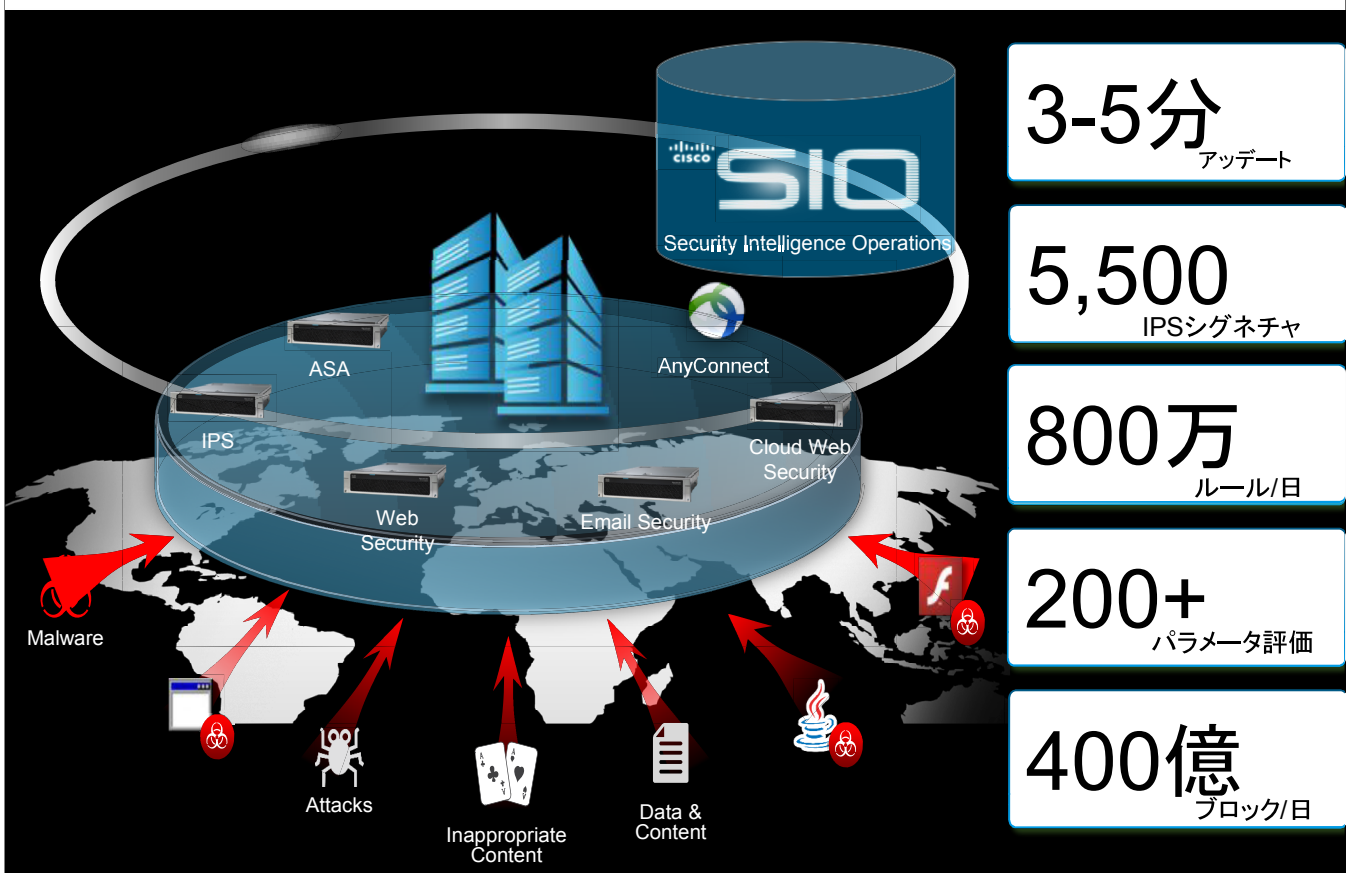 CISCO
SIO
Security Intelligence Operations
ASA
AnyConnect
IPS
Cloud Web
Security
Web
Security
Email Security
Malware
Attacks
Inappropriate
Content
Data &
Content
3-5分
アッデート
5,500
IPSシグネチャ
800万
ルール/日
200+
パラメータ評価
400億
ブロック/日